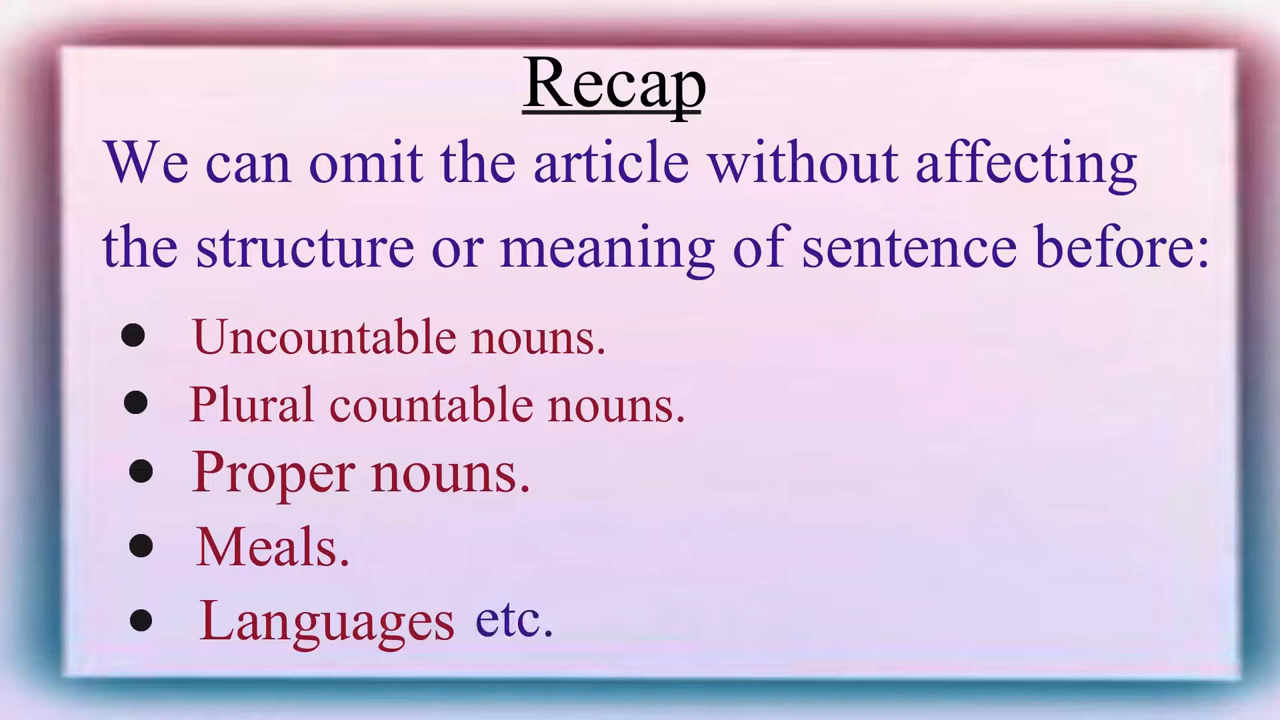 Recap
We can omit the article without affecting
the structure or meaning of sentence before:
● Uncountable nouns.
● Plural countable nouns.
● Proper nouns.
● Meals.
● Languages etc.